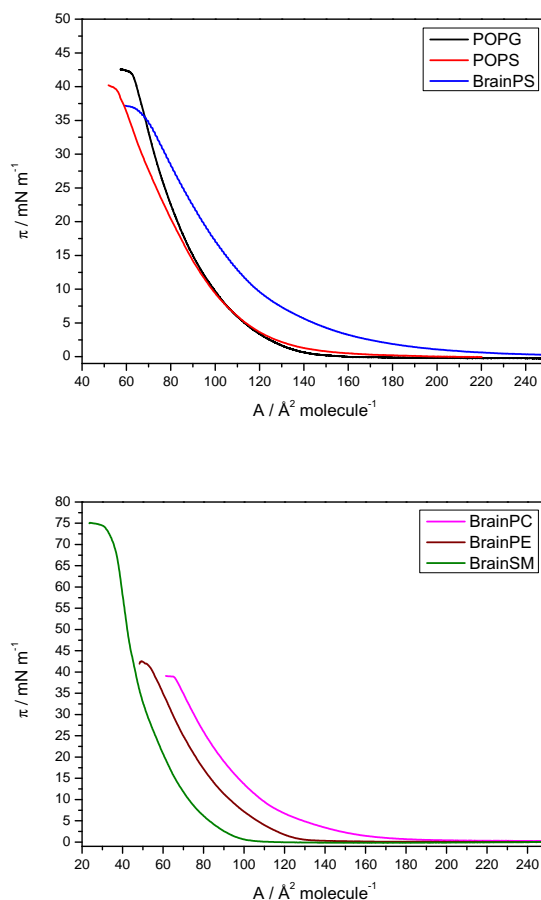 50
45
40
35
30
25
20
15
10
5
0
π / mN m⁻¹
POPG
POPS
BrainPS
40 60 80 100 120 140 160 180 200 220 240
A / Å² molecule⁻¹
80
75
70
65
60
55
50
45
40
35
30
25
20
15
10
5
0
π / mN m⁻¹
BrainPC
BrainPE
BrainSM
20 40 60 80 100 120 140 160 180 200 220 240
A / Å² molecule⁻¹